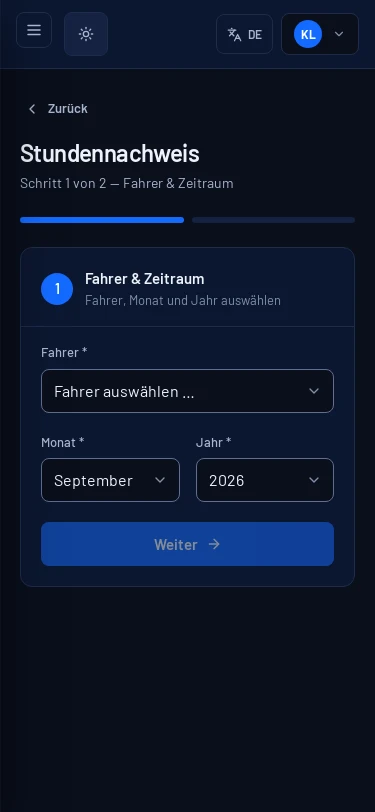 DE
KL
Zurück
Stundennachweis
Schritt 1 von 2 — Fahrer & Zeitraum
1
Fahrer & Zeitraum
Fahrer, Monat und Jahr auswählen
Fahrer *
Fahrer auswählen ...
Monat *
Jahr *
September
2026
Weiter